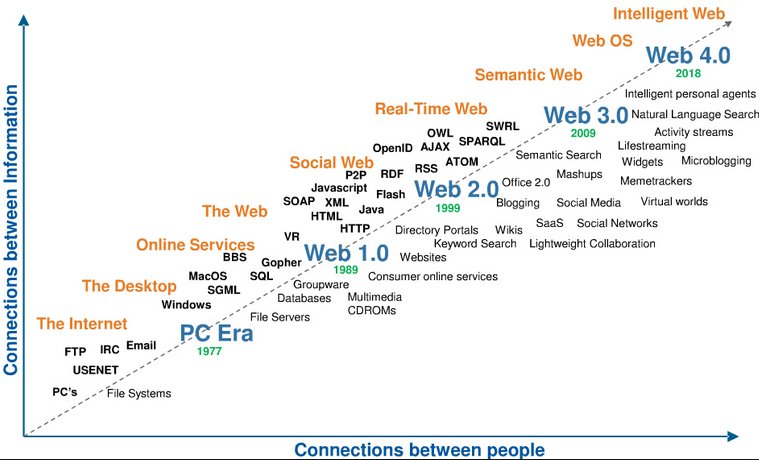 Intelligent Web
Web OS
Web 4.0
2018
Semantic Web
Intelligent personal agents
Real-Time Web
Web 3.0
Natural Language Search
2009
SWRL
OWL
Activity streams
SPARQL
OpenID
AJAX
Lifestreaming
Semantic Search
Social Web
ATOM
Widgets
Microblogging
RSS
P2P
RDF
Mashups
Office 2.0
Memetrackers
Javascript
Web 2.0
Flash
SOAP
XML
Blogging
Social Media
Virtual worlds
1999
Java
The Web
HTML
SaaS
Social Networks
HTTP
Directory Portals
Wikis
VR
Keyword Search
Lightweight Collaboration
Online Services
Web 1.0
BBS
Websites
Gopher
1989
MacOS
SQL
Consumer online services
The Desktop
SGML
Groupware
Windows
Databases
Multimedia
CDROMs
File Servers
The Internet
PC Era
1977
Email
FTP
IRC
USENET
PC's
File Systems
Connections between Information
Connections between people